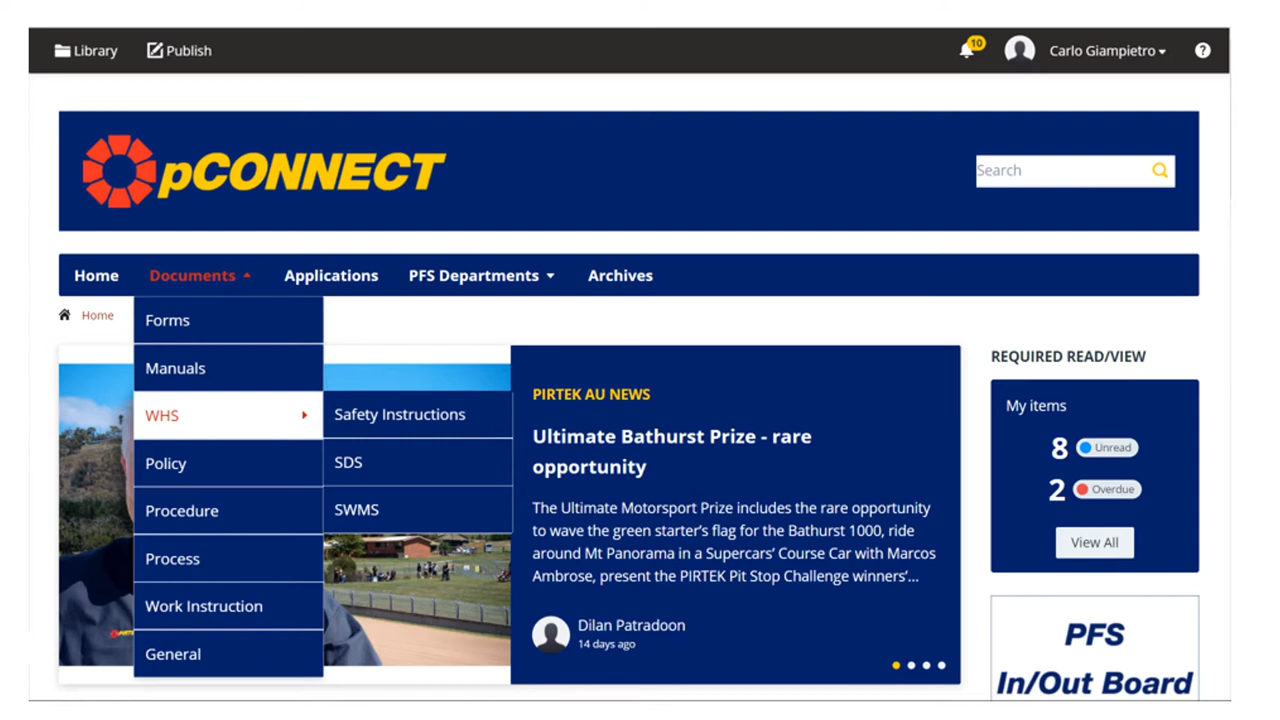 Library
Publish
10
Carlo Giampietro
?
pCONNECT
Search
Home
Documents
Applications
PFS Departments
Archives
Home
Forms
Manuals
WHS
Policy
Procedure
Process
Work Instruction
General
Safety Instructions
SDS
SWMS
PIRTEK AU NEWS
Ultimate Bathurst Prize - rare
opportunity
The Ultimate Motorsport Prize includes the rare opportunity
to wave the green starter's flag for the Bathurst 1000, ride
around Mt Panorama in a Supercars' Course Car with Marcos
Ambrose, present the PIRTEK Pit Stop Challenge winners'...
Dilan Patradoon
14 days ago
REQUIRED READ/VIEW
My items
8 Unread
2 Overdue
View All
PFS
In/Out Board